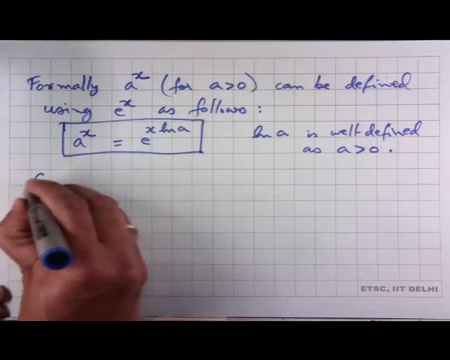 Formally a^x (for a>0) can be defined
using e^x as follows :
a^x = e^{x ln a}
ln a is well-defined
as a>0.
ETSC, IIT DELHI